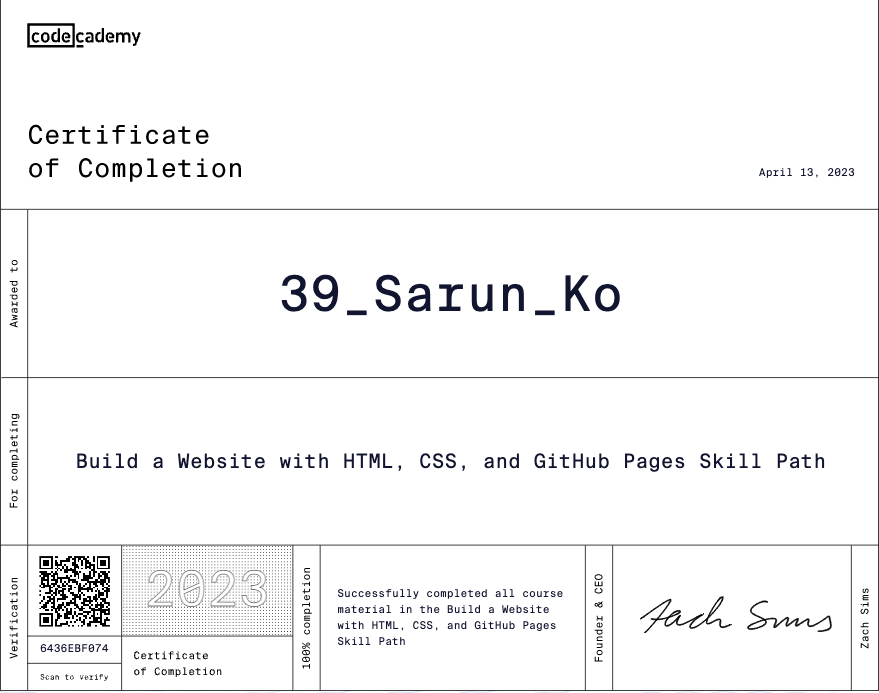 codecademy
Certificate
of Completion
April 13, 2023
Awarded to
39_Sarun_Ko
For completing
Build a Website with HTML, CSS, and GitHub Pages Skill Path
Verification
6436EBF074
Scan to verify
2023
Certificate
of Completion
100% completion
Successfully completed all course
material in the Build a Website
with HTML, CSS, and GitHub Pages
Skill Path
Founder & CEO
Zach Sims
Zach Sims